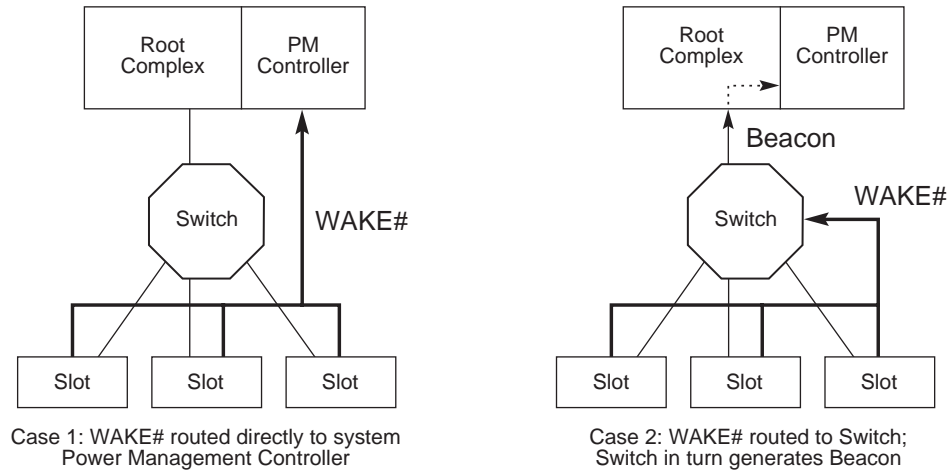 Root
Complex
PM
Controller
Switch
WAKE#
Slot
Slot
Slot
Case 1: WAKE# routed directly to system
Power Management Controller
Root
Complex
PM
Controller
Beacon
WAKE#
Switch
Slot
Slot
Slot
Case 2: WAKE# routed to Switch;
Switch in turn generates Beacon